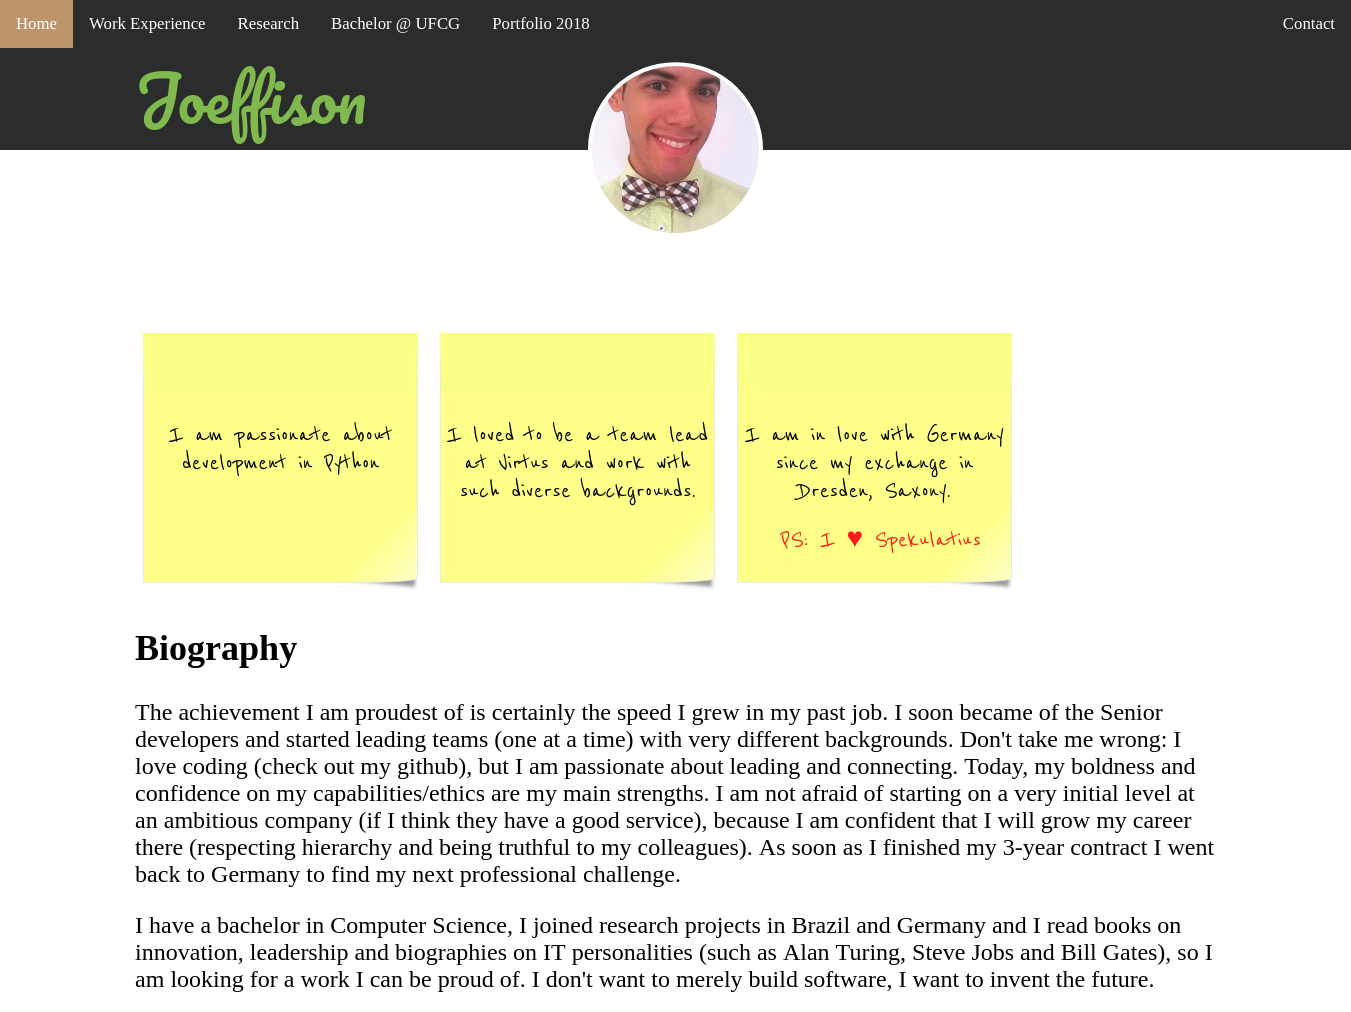 Home Work Experience Research Bachelor @ UFCG Portfolio 2018 Contact
Joeffison
I am passionate about
development in Python
I loved to be a team lead
at Virtus and work with
such diverse backgrounds.
I am in love with Germany
since my exchange in
Dresden, Saxony.
PS: I ♥ Spekulatius
Biography
The achievement I am proudest of is certainly the speed I grew in my past job. I soon became of the Senior
developers and started leading teams (one at a time) with very different backgrounds. Don't take me wrong: I
love coding (check out my github), but I am passionate about leading and connecting. Today, my boldness and
confidence on my capabilities/ethics are my main strengths. I am not afraid of starting on a very initial level at
an ambitious company (if I think they have a good service), because I am confident that I will grow my career
there (respecting hierarchy and being truthful to my colleagues). As soon as I finished my 3-year contract I went
back to Germany to find my next professional challenge.
I have a bachelor in Computer Science, I joined research projects in Brazil and Germany and I read books on
innovation, leadership and biographies on IT personalities (such as Alan Turing, Steve Jobs and Bill Gates), so I
am looking for a work I can be proud of. I don't want to merely build software, I want to invent the future.